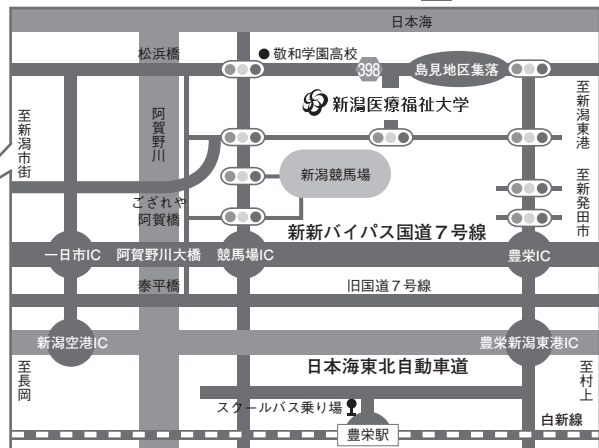 日本海
松浜橋
敬和学園高校
398
島見地区集落
新潟医療福祉大学
至新潟市街
阿賀野川
至新潟東港
新潟競馬場
ござれや
阿賀橋
至新発田市
新新バイパス国道７号線
一日市IC
阿賀野川大橋
競馬場IC
豊栄IC
泰平橋
旧国道７号線
新潟空港IC
豊栄新潟東港IC
至長岡
日本海東北自動車道
至村上
スクールバス乗り場
白新線
豊栄駅